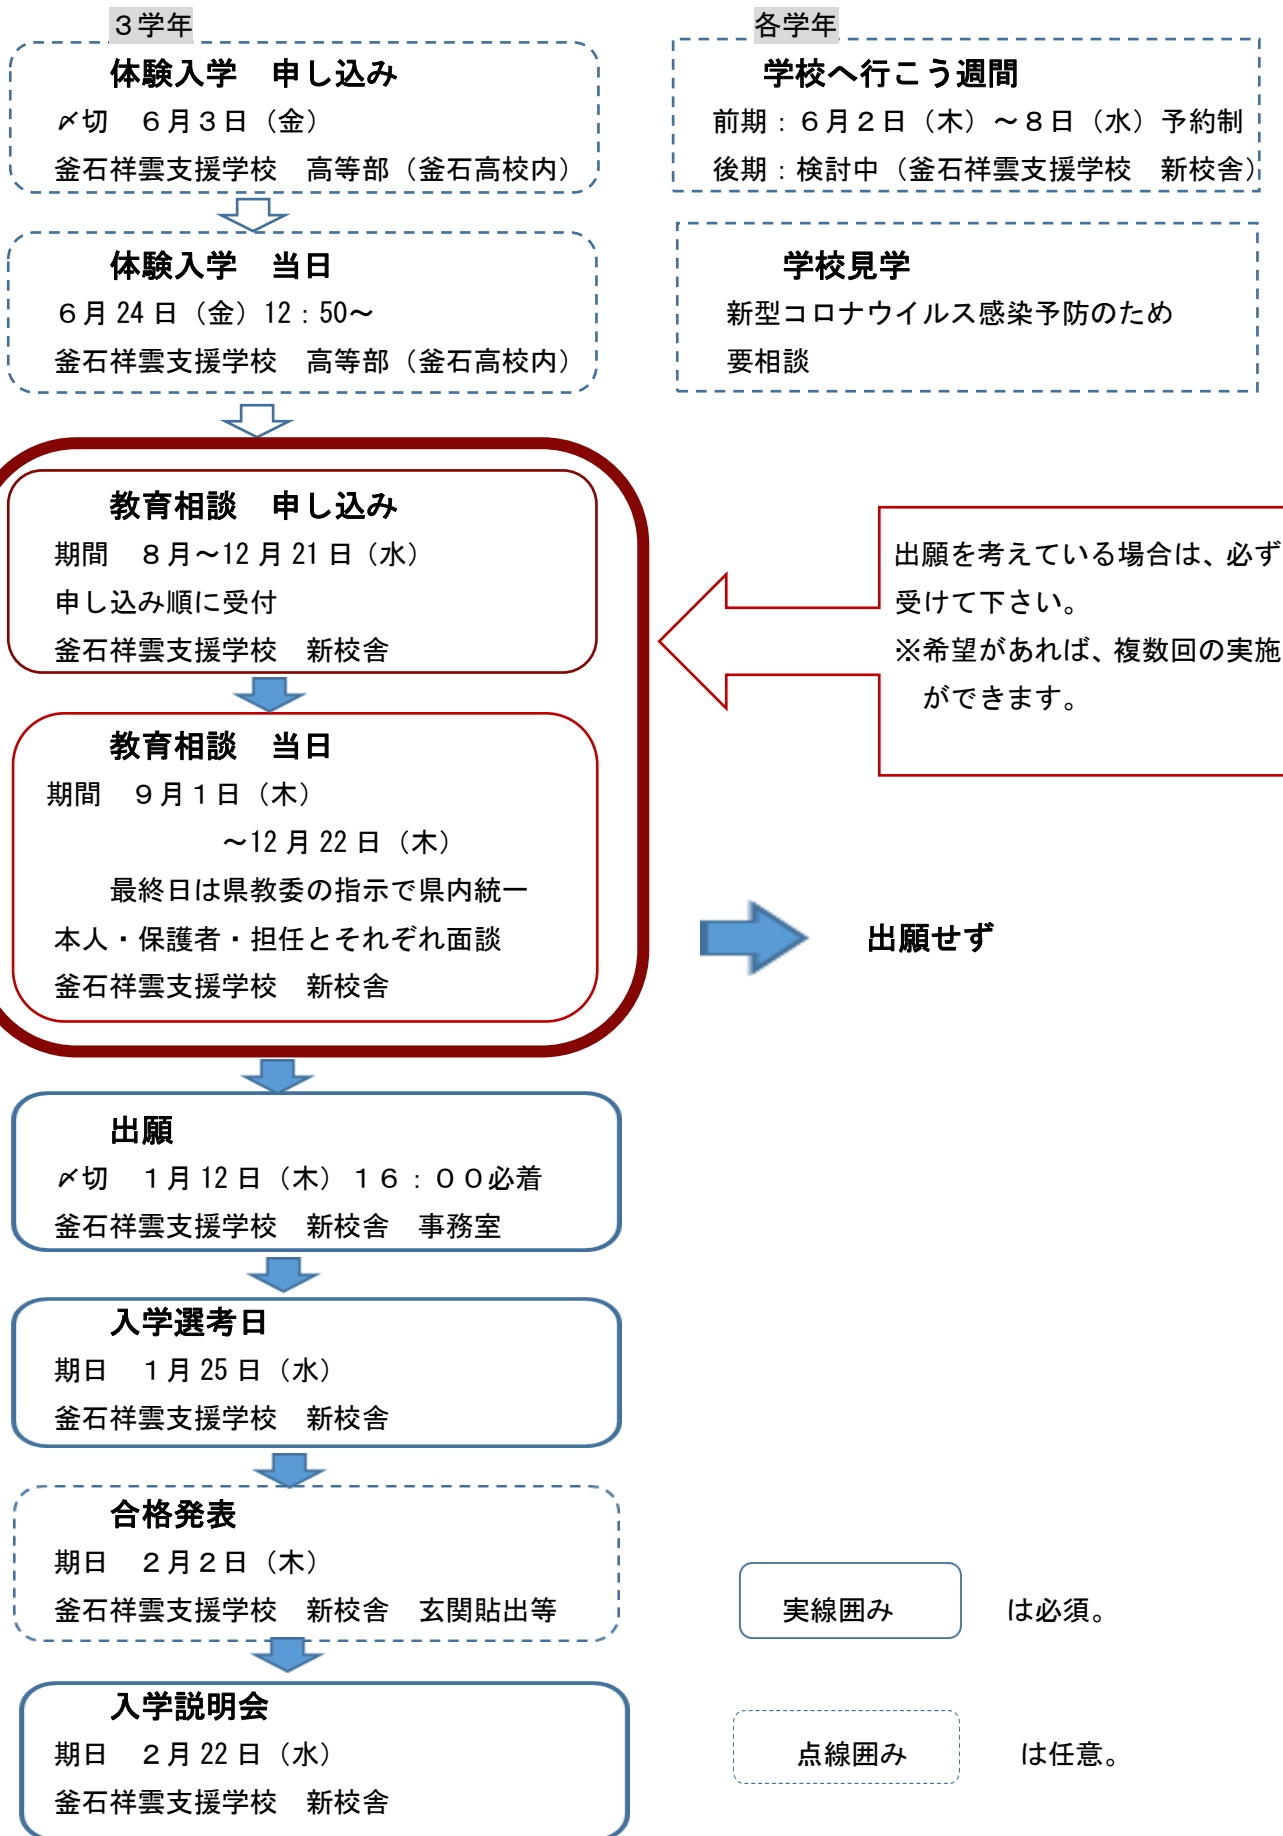 ３学年
体験入学　申し込み
〆切　６月３日（金）
釜石祥雲支援学校　高等部（釜石高校内）
体験入学　当日
６月24日（金）12：50～
釜石祥雲支援学校　高等部（釜石高校内）
各学年
学校へ行こう週間
前期：６月２日（木）～８日（水）予約制
後期：検討中（釜石祥雲支援学校　新校舎）
学校見学
新型コロナウイルス感染予防のため
要相談
教育相談　申し込み
期間　８月～12月21日（水）
申し込み順に受付
釜石祥雲支援学校　新校舎
教育相談　当日
期間　９月１日（木）
～12月22日（木）
最終日は県教委の指示で県内統一
本人・保護者・担任とそれぞれ面談
釜石祥雲支援学校　新校舎
出願を考えている場合は、必ず
受けて下さい。
※希望があれば、複数回の実施
ができます。
出願せず
出願
〆切　１月12日（木）１６：００必着
釜石祥雲支援学校　新校舎　事務室
入学選考日
期日　１月25日（水）
釜石祥雲支援学校　新校舎
合格発表
期日　２月２日（木）
釜石祥雲支援学校　新校舎　玄関貼出等
入学説明会
期日　２月22日（水）
釜石祥雲支援学校　新校舎
実線囲み　は必須。
点線囲み　は任意。